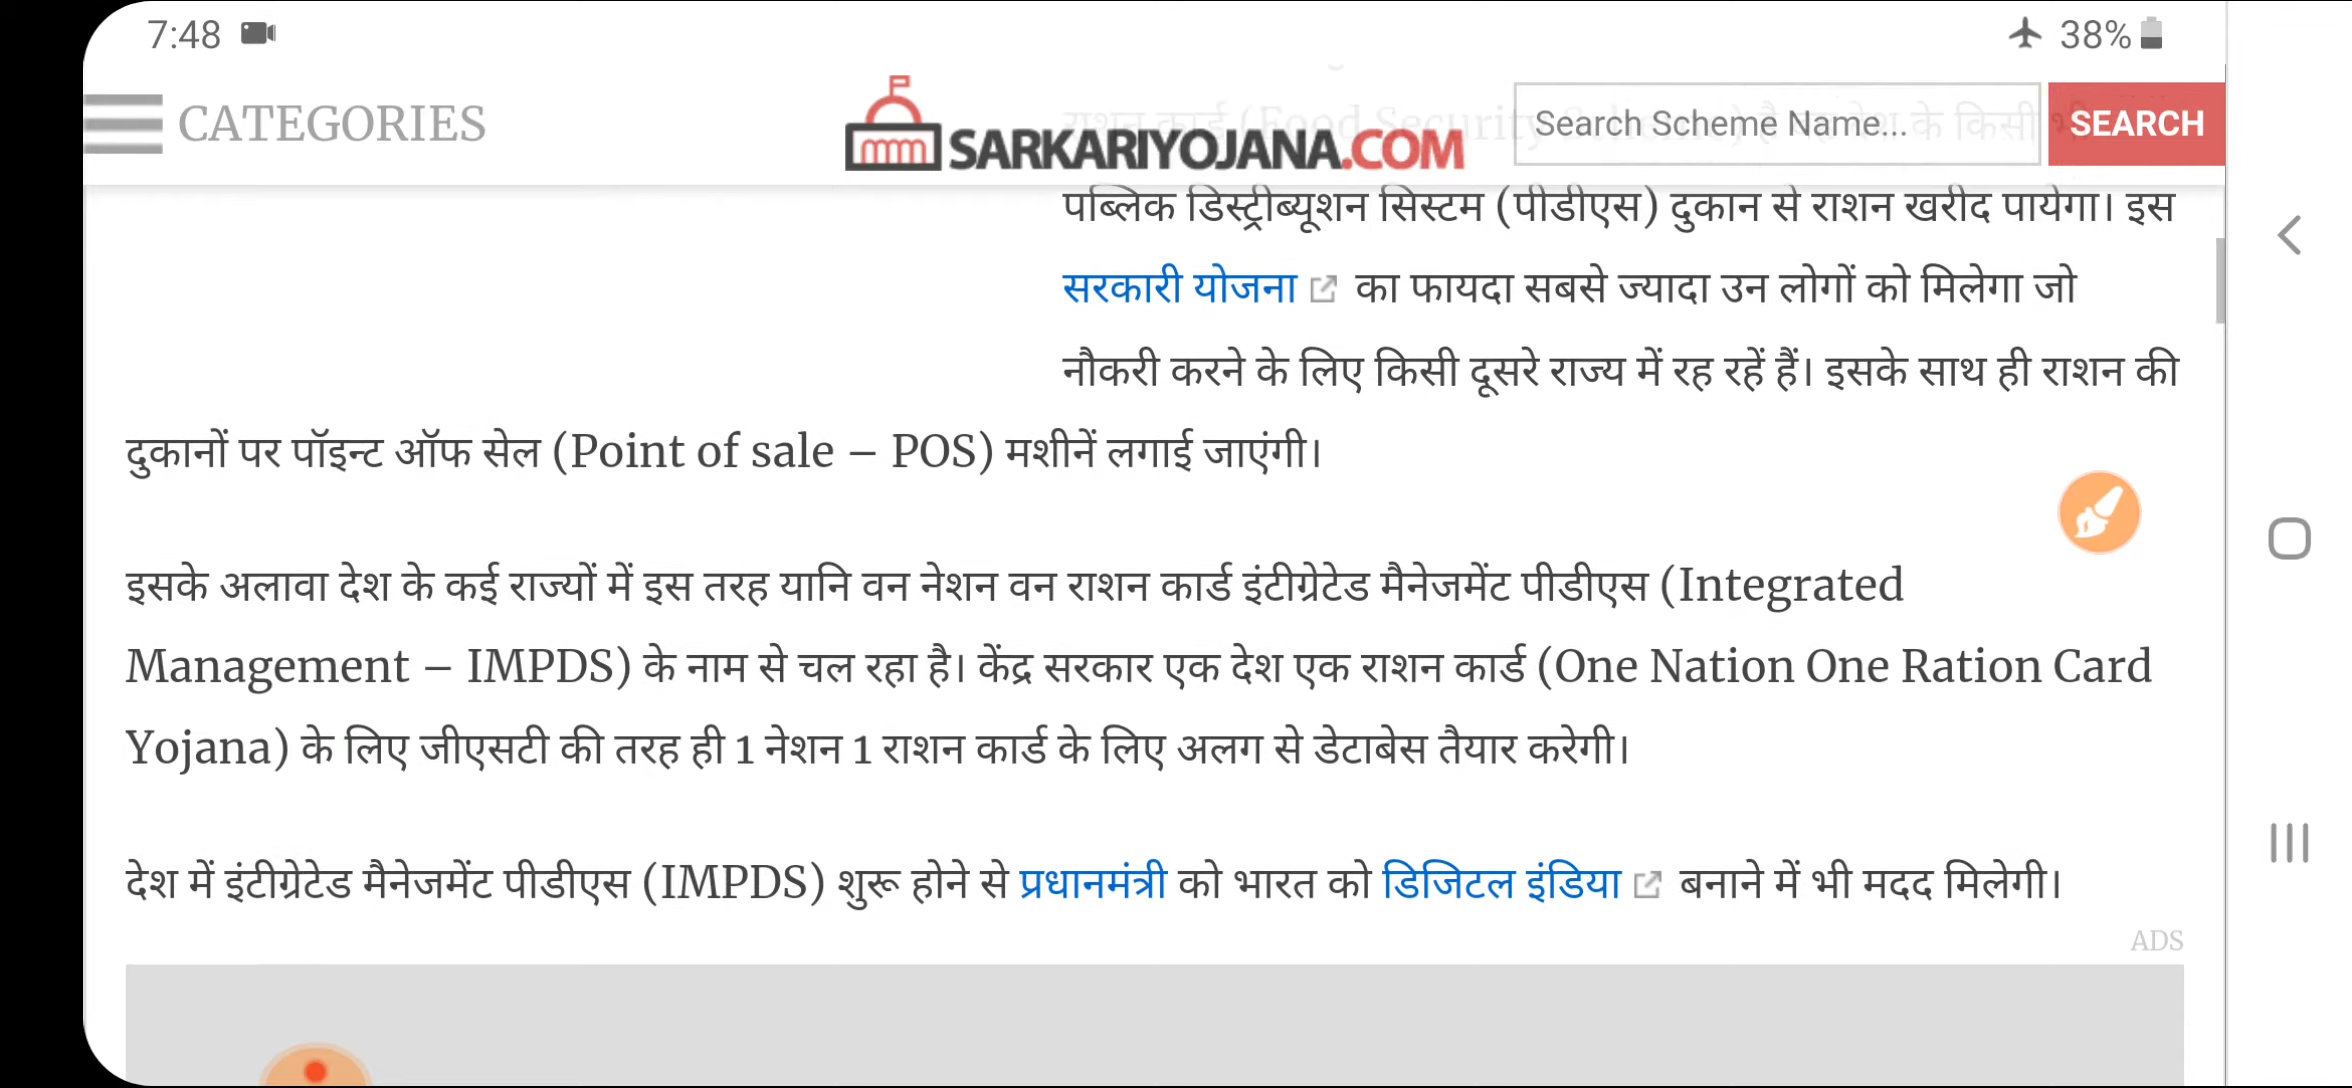 7:48
38%
CATEGORIES
SARKARIYOJANA.COM
Search Scheme Name...
SEARCH
राशन कार्ड (Food Security
के किसी
पब्लिक डिस्ट्रीब्यूशन सिस्टम (पीडीएस) दुकान से राशन खरीद पायेगा। इस
सरकारी योजना का फायदा सबसे ज्यादा उन लोगों को मिलेगा जो
नौकरी करने के लिए किसी दूसरे राज्य में रह रहें हैं। इसके साथ ही राशन की
दुकानों पर पॉइन्ट ऑफ सेल (Point of sale – POS) मशीनें लगाई जाएंगी।
इसके अलावा देश के कई राज्यों में इस तरह यानि वन नेशन वन राशन कार्ड इंटीग्रेटेड मैनेजमेंट पीडीएस (Integrated
Management – IMPDS) के नाम से चल रहा है। केंद्र सरकार एक देश एक राशन कार्ड (One Nation One Ration Card
Yojana) के लिए जीएसटी की तरह ही 1 नेशन 1 राशन कार्ड के लिए अलग से डेटाबेस तैयार करेगी।
देश में इंटीग्रेटेड मैनेजमेंट पीडीएस (IMPDS) शुरू होने से प्रधानमंत्री को भारत को डिजिटल इंडिया बनाने में भी मदद मिलेगी।
ADS